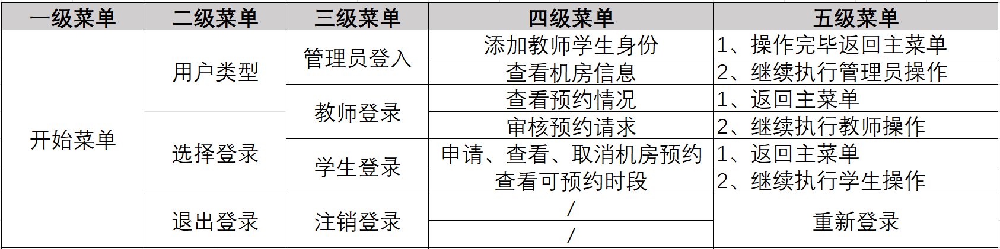 一级菜单 二级菜单 三级菜单 四级菜单 五级菜单
开始菜单
用户类型
选择登录
退出登录
管理员登入
教师登录
学生登录
注销登录
添加教师学生身份
查看机房信息
查看预约情况
审核预约请求
申请、查看、取消机房预约
查看可预约时段
/
/
1、操作完毕返回主菜单
2、继续执行管理员操作
1、返回主菜单
2、继续执行教师操作
1、返回主菜单
2、继续执行学生操作
重新登录